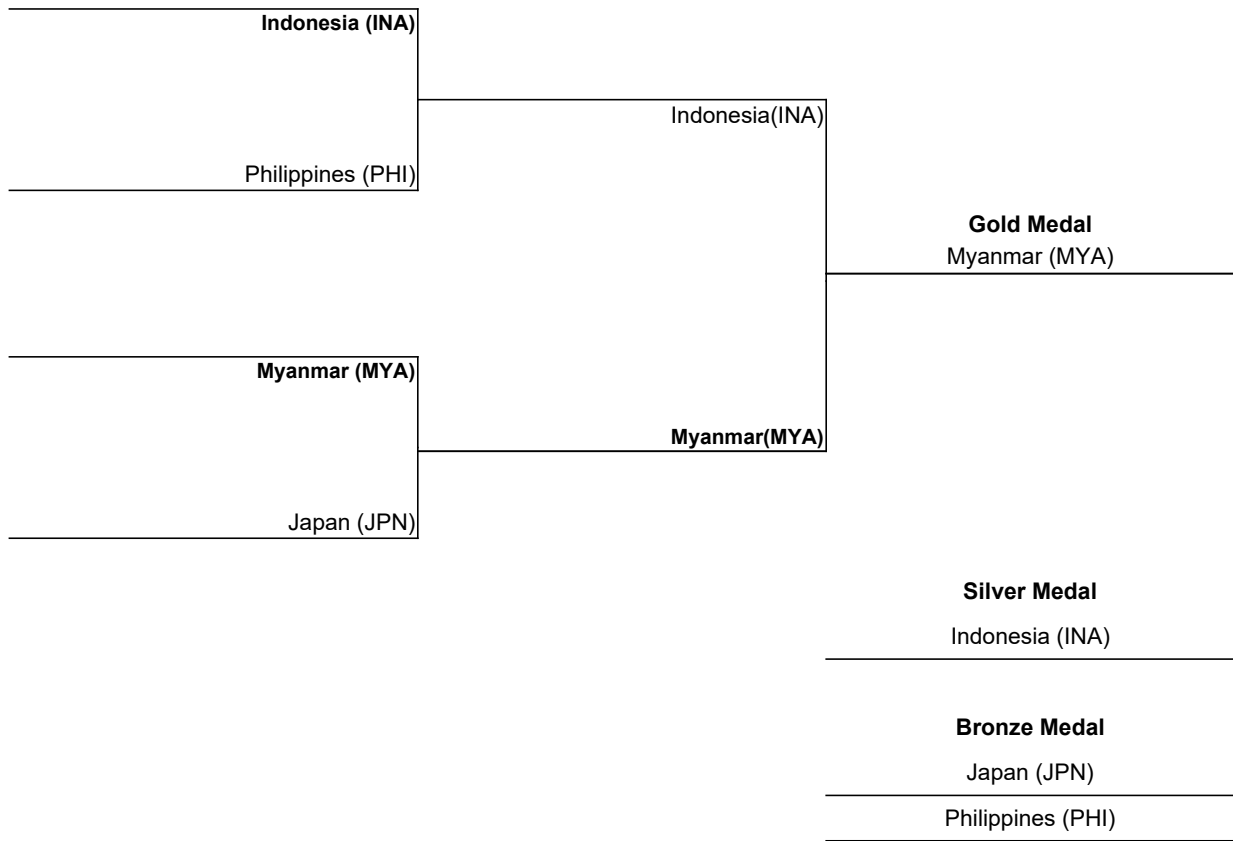 Indonesia (INA)
Indonesia(INA)
Philippines (PHI)
Gold Medal
Myanmar (MYA)
Myanmar (MYA)
Myanmar(MYA)
Japan (JPN)
Silver Medal
Indonesia (INA)
Bronze Medal
Japan (JPN)
Philippines (PHI)